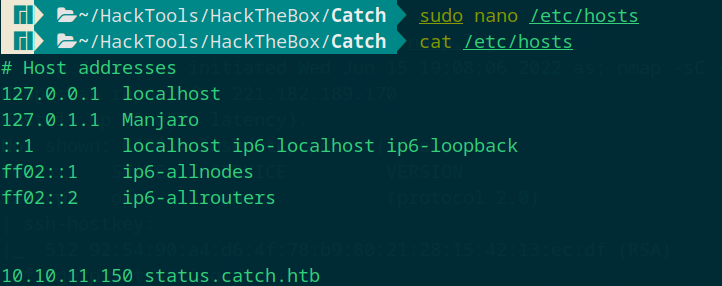 ~/HackTools/HackTheBox/Catch sudo nano /etc/hosts
~/HackTools/HackTheBox/Catch cat /etc/hosts
# Host addresses
127.0.0.1 localhost
127.0.1.1 Manjaro
::1 localhost ip6-localhost ip6-loopback
ff02::1 ip6-allnodes
ff02::2 ip6-allrouters
10.10.11.150 status.catch.htb